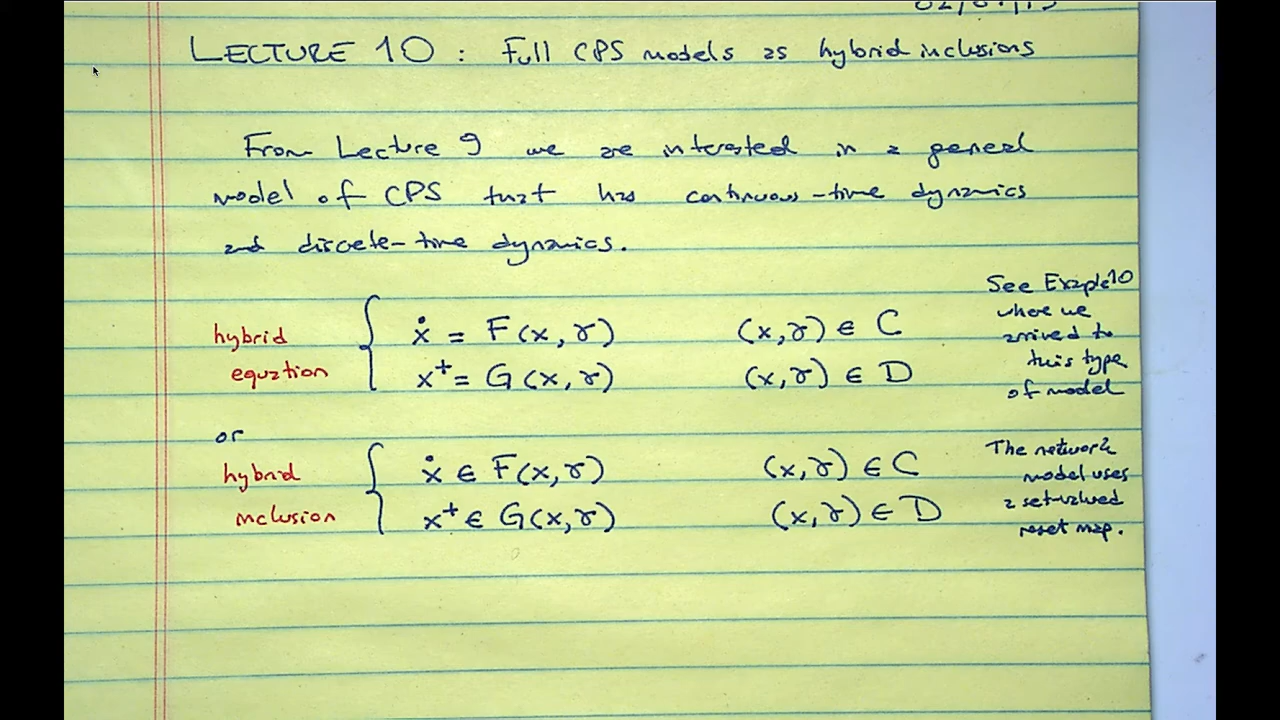 LECTURE 10 : Full CPS models as hybrid inclusions
From Lecture 9 we are interested in a general
model of CPS that has continuous-time dynamics
and discrete-time dynamics.
hybrid equation { ẋ = F(x, γ) (x, γ) ∈ C
x⁺ = G(x, γ) (x, γ) ∈ D
See Example 10
where we
arrived to
this type
of model
or
hybrid inclusion { ẋ ∈ F(x, γ) (x, γ) ∈ C
x⁺ ∈ G(x, γ) (x, γ) ∈ D
The network
model uses
a set-valued
reset map.